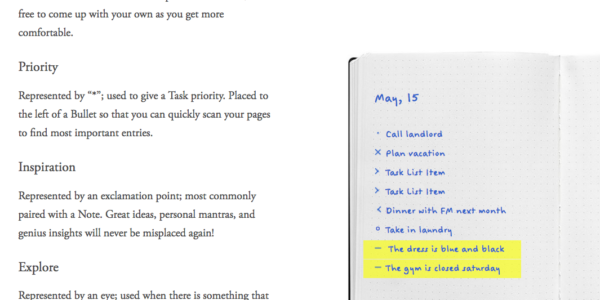 free to come up with your own as you get more
comfortable.
Priority
Represented by “*”; used to give a Task priority. Placed to
the left of a Bullet so that you can quickly scan your pages
to find most important entries.
Inspiration
Represented by an exclamation point; most commonly
paired with a Note. Great ideas, personal mantras, and
genius insights will never be misplaced again!
Explore
Represented by an eye; used when there is something that
May, 15
· Call landlord
× Plan vacation
> Task List Item
> Task List Item
< Dinner with FM next month
o Take in laundry
– The dress is blue and black
– The gym is closed saturday